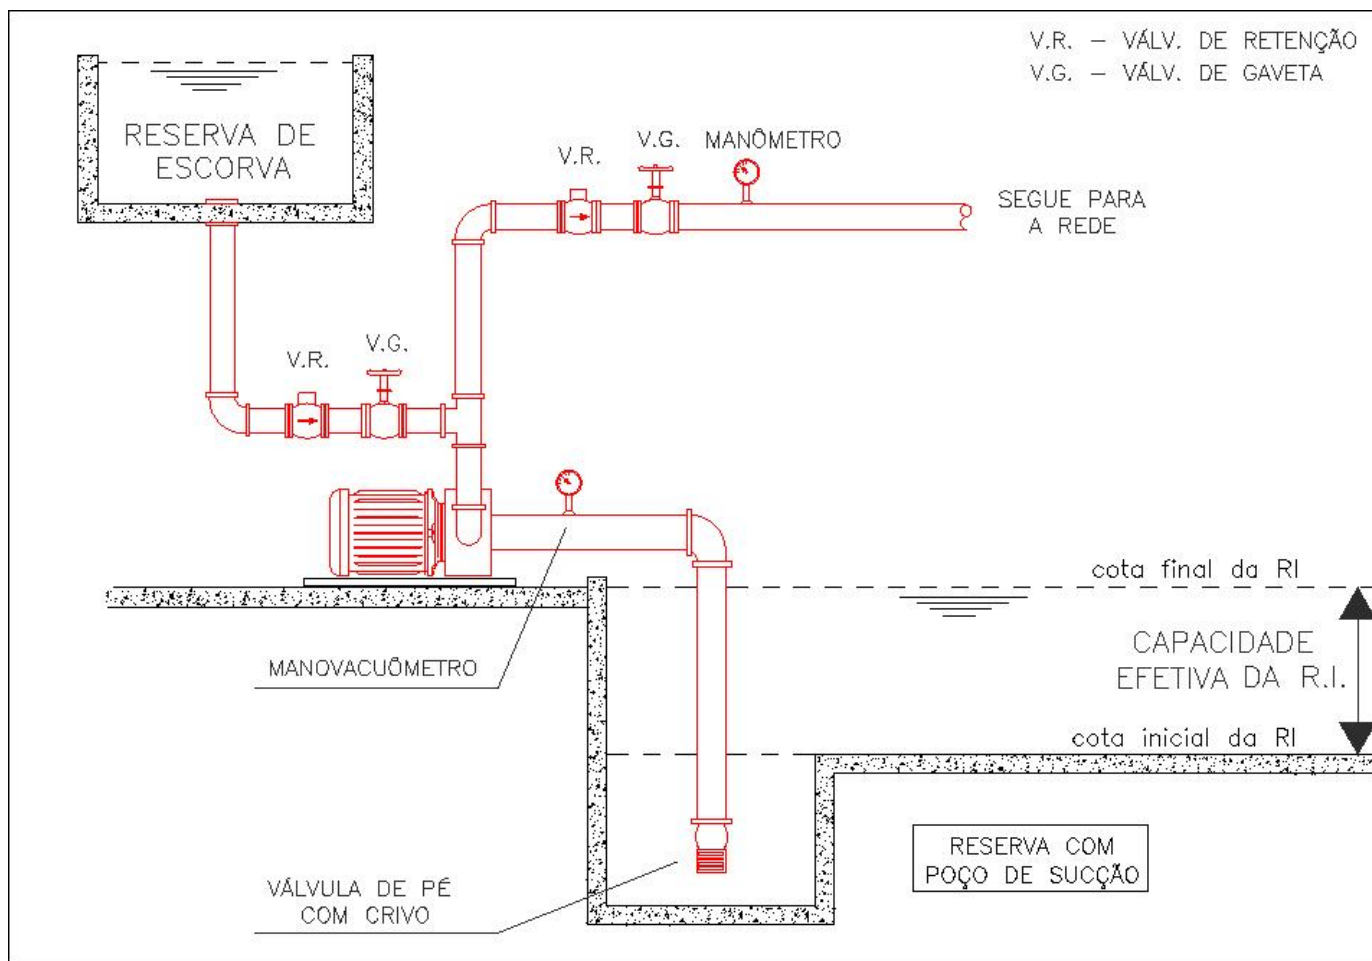 V.R. – VÁLV. DE RETENÇÃO
V.G. – VÁLV. DE GAVETA
RESERVA DE
ESCORVA
V.R.
V.G.
MANÔMETRO
SEGUE PARA
A REDE
V.R.
V.G.
cota final da RI
CAPACIDADE
EFETIVA DA R.I.
MANOVACUÔMETRO
cota inicial da RI
RESERVA COM
POÇO DE SUCÇÃO
VÁLVULA DE PÉ
COM CRIVO